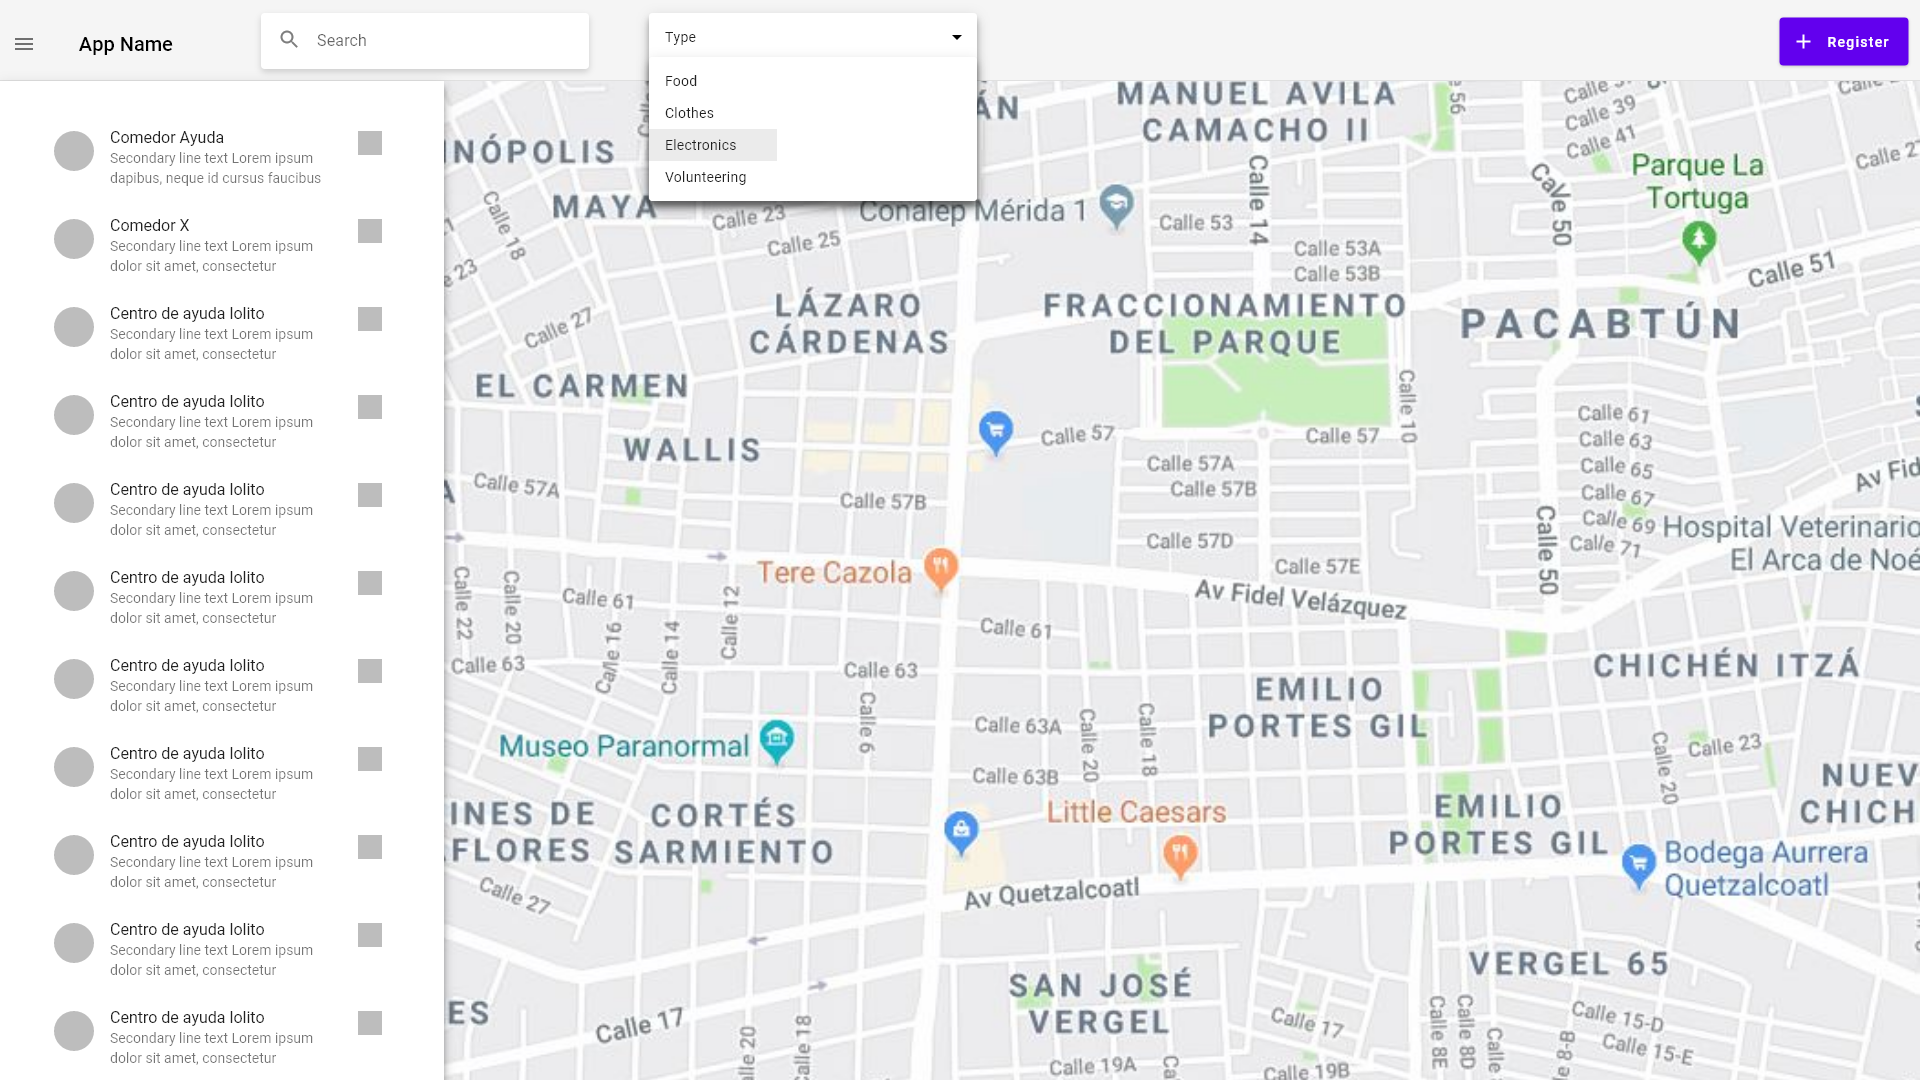 App Name
Search
Type
Register
Food
Clothes
Electronics
Volunteering
Comedor Ayuda
Secondary line text Lorem ipsum
dapibus, neque id cursus faucibus
Comedor X
Secondary line text Lorem ipsum
dolor sit amet, consectetur
Centro de ayuda lolito
Secondary line text Lorem ipsum
dolor sit amet, consectetur
Centro de ayuda lolito
Secondary line text Lorem ipsum
dolor sit amet, consectetur
Centro de ayuda lolito
Secondary line text Lorem ipsum
dolor sit amet, consectetur
Centro de ayuda lolito
Secondary line text Lorem ipsum
dolor sit amet, consectetur
Centro de ayuda lolito
Secondary line text Lorem ipsum
dolor sit amet, consectetur
Centro de ayuda lolito
Secondary line text Lorem ipsum
dolor sit amet, consectetur
Centro de ayuda lolito
Secondary line text Lorem ipsum
dolor sit amet, consectetur
Centro de ayuda lolito
Secondary line text Lorem ipsum
dolor sit amet, consectetur
Centro de ayuda lolito
Secondary line text Lorem ipsum
dolor sit amet, consectetur
ÁN
MANUEL AVILA
CAMACHO II
56
Calle 39
Calle 41
Parque La
Tortuga
NÓPOLIS
MAYA
Calle 18
Calle 23
Calle 25
Conalep Mérida 1
Calle 53
Calle 14
Calle 53A
Calle 53B
Calle 50
Calle 51
23
Calle 27
LÁZARO
CÁRDENAS
FRACCIONAMIENTO
DEL PARQUE
PACABTÚN
EL CARMEN
WALLIS
Calle 57
Calle 57
Calle 10
Calle 61
Calle 63
Calle 65
Calle 67
Calle 69
Calle 71
Av Fid
Calle 57A
Calle 57B
Calle 57A
Calle 57B
Calle 57D
Calle 57E
Calle 50
Hospital Veterinario
El Arca de Noé
Tere Cazola
Av Fidel Velázquez
Calle 22
Calle 20
Calle 61
Calle 16
Calle 14
Calle 12
Calle 61
Calle 63
Calle 63
Calle 6
CHICHÉN ITZÁ
EMILIO
PORTES GIL
Calle 63A
Calle 20
Calle 18
Calle 63B
Museo Paranormal
Calle 20
Calle 23
NUEV
CHICH
INES DE
FLORES
CORTÉS
SARMIENTO
Little Caesars
EMILIO
PORTES GIL
Bodega Aurrera
Quetzalcoatl
Calle 27
Av Quetzalcoatl
VERGEL 65
SAN JOSÉ
VERGEL
ES
Calle 17
Calle 17
alle 20
alle 18
Calle 19A
Calle 19B
Calle 8E
Calle 8D
Calle 15-D
Calle 15-E